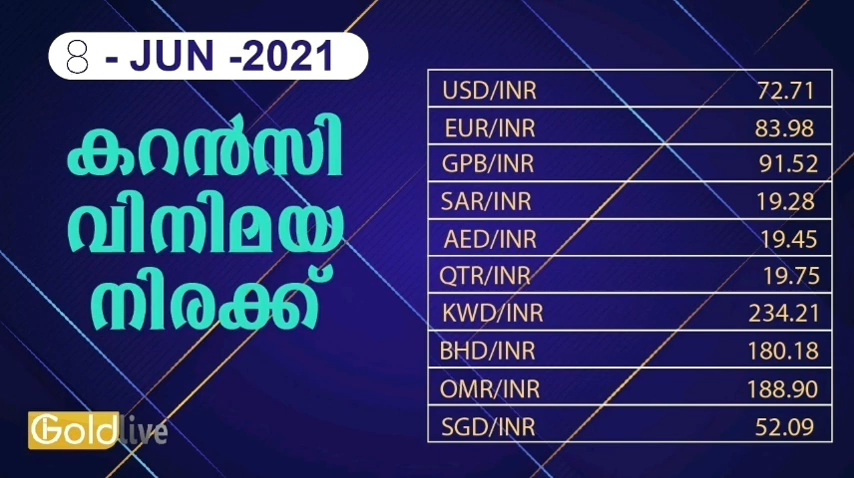 8 - JUN -2021
കറൻസി
വിനിമയ
നിരക്ക്
USD/INR 72.71
EUR/INR 83.98
GPB/INR 91.52
SAR/INR 19.28
AED/INR 19.45
QTR/INR 19.75
KWD/INR 234.21
BHD/INR 180.18
OMR/INR 188.90
SGD/INR 52.09
Goldlive